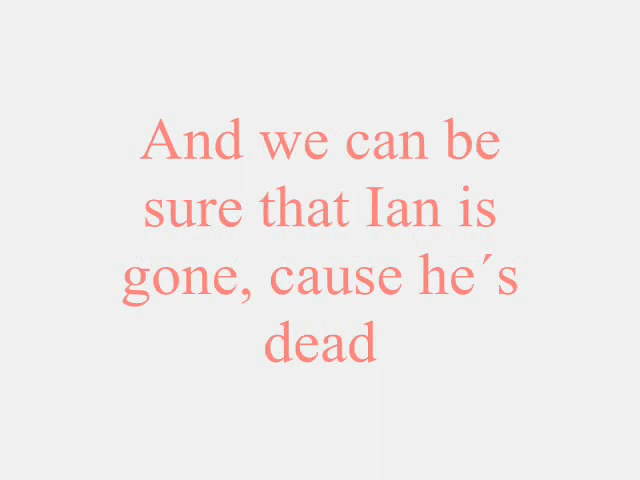 And we can be
sure that Ian is
gone, cause he´s
dead